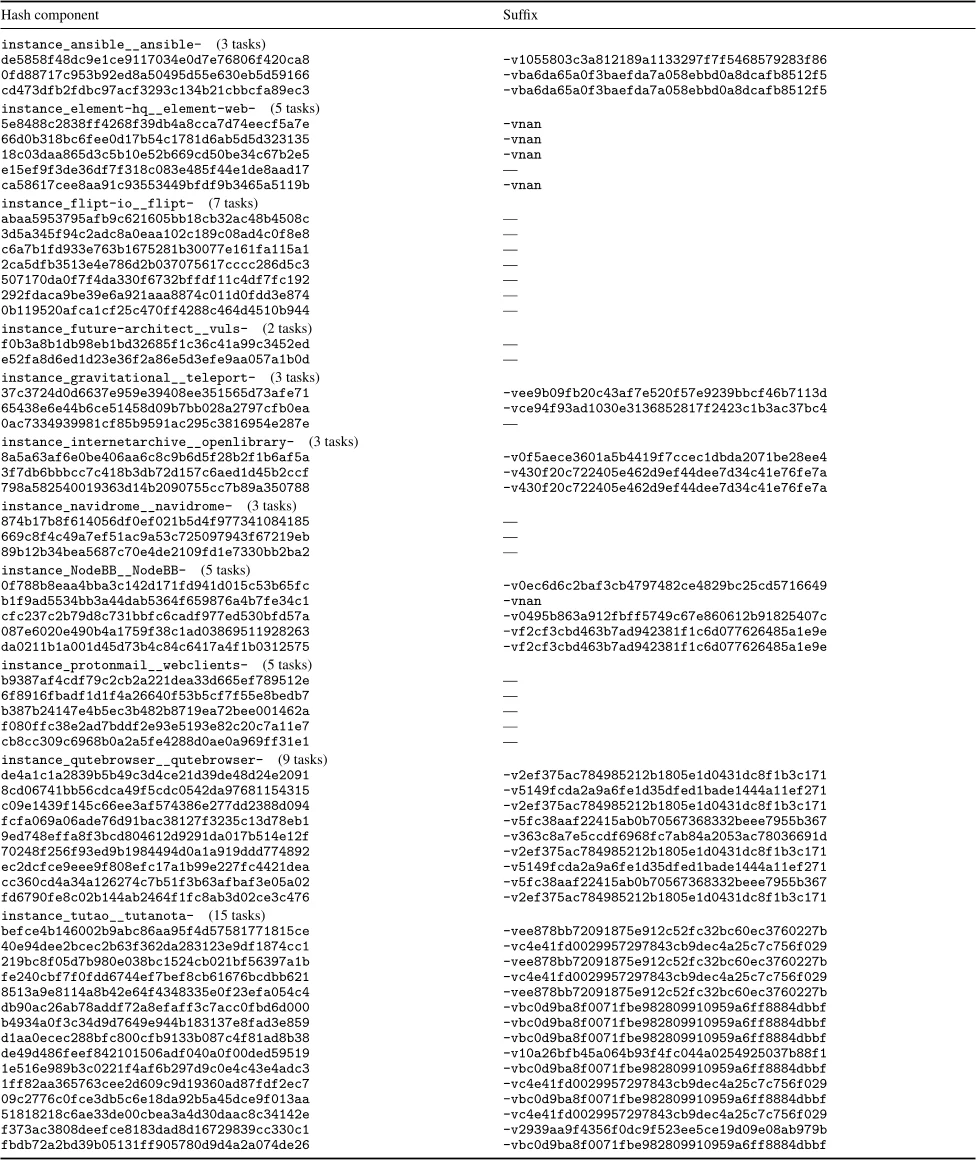 Hash component Suffix
instance_ansible__ansible- (3 tasks)
de5858f48dc9e1ce9117034e0d7e76806f420ca8 -v1055803c3a812189a1133297f7f5468579283f86
0fd88717c953b92ed8a50495d55e630eb5d59166 -vba6da65a0f3baefda7a058ebbd0a8dcafb8512f5
cd473dfb2fdbc97acf3293c134b21cbbcfa89ec3 -vba6da65a0f3baefda7a058ebbd0a8dcafb8512f5
instance_element-hq__element-web- (5 tasks)
5e8488c2838ff4268f39db4a8cca7d74eecf5a7e -vnan
66d0b318bc6fee0d17b54c1781d6ab5d5d323135 -vnan
18c03daa865d3c5b10e52b669cd50be34c67b2e5 -vnan
e15ef9f3de36df7f318c083e485f44e1de8aad17 —
ca58617cee8aa91c93553449bfdf9b3465a5119b -vnan
instance_flipt-io__flipt- (7 tasks)
abaa5953795afb9c621605bb18cb32ac48b4508c —
3d5a345f94c2adc8a0eaa102c189c08ad4c0f8e8 —
c6a7b1fd933e763b1675281b30077e161fa115a1 —
2ca5dfb3513e4e786d2b037075617cccc286d5c3 —
507170da0f7f4da330f6732bffdf11c4df7fc192 —
292fdaca9be39e6a921aaa8874c011d0fdd3e874 —
0b119520afca1cf25c470ff4288c464d4510b944 —
instance_future-architect__vuls- (2 tasks)
f0b3a8b1db98eb1bd32685f1c36c41a99c3452ed —
e52fa8d6ed1d23e36f2a86e5d3efe9aa057a1b0d —
instance_gravitational__teleport- (3 tasks)
37c3724d0d6637e959e39408ee351565d73afe71 -vee9b09fb20c43af7e520f57e9239bbcf46b7113d
65438e6e44b6ce51458d09b7bb028a2797cfb0ea -vce94f93ad1030e3136852817f2423c1b3ac37bc4
0ac7334939981cf85b9591ac295c3816954e287e —
instance_internetarchive__openlibrary- (3 tasks)
8a5a63af6e0be406aa6c8c9b6d5f28b2f1b6af5a -v0f5aece3601a5b4419f7ccec1dbda2071be28ee4
3f7db6bbbcc7c418b3db72d157c6aed1d45b2ccf -v430f20c722405e462d9ef44dee7d34c41e76fe7a
798a582540019363d14b2090755cc7b89a350788 -v430f20c722405e462d9ef44dee7d34c41e76fe7a
instance_navidrome__navidrome- (3 tasks)
874b17b8f614056df0ef021b5d4f977341084185 —
669c8f4c49a7ef51ac9a53c725097943f67219eb —
89b12b34bea5687c70e4de2109fd1e7330bb2ba2 —
instance_NodeBB__NodeBB- (5 tasks)
0f788b8eaa4bba3c142d171fd941d015c53b65fc -v0ec6d6c2baf3cb4797482ce4829bc25cd5716649
b1f9ad5534bb3a44dab5364f659876a4b7fe34c1 -vnan
cfc237c2b79d8c731bbfc6cadf977ed530bfd57a -v0495b863a912fbff5749c67e860612b91825407c
087e6020e490b4a1759f38c1ad03869511928263 -vf2cf3cbd463b7ad942381f1c6d077626485a1e9e
da0211b1a001d45d73b4c84c6417a4f1b0312575 -vf2cf3cbd463b7ad942381f1c6d077626485a1e9e
instance_protonmail__webclients- (5 tasks)
b9387af4cdf79c2cb2a221dea33d665ef789512e —
6f8916fbadf1d1f4a26640f53b5cf7f55e8bedb7 —
b387b24147e4b5ec3b482b8719ea72bee001462a —
f080ffc38e2ad7bddf2e93e5193e82c20c7a11e7 —
cb8cc309c6968b0a2a5fe4288d0ae0a969ff31e1 —
instance_qutebrowser__qutebrowser- (9 tasks)
de4a1c1a2839b5b49c3d4ce21d39de48d24e2091 -v2ef375ac784985212b1805e1d0431dc8f1b3c171
8cd06741bb56cdca49f5cdc0542da97681154315 -v5149fcda2a9a6fe1d35dfed1bade1444a11ef271
c09e1439f145c66ee3af574386e277dd2388d094 -v2ef375ac784985212b1805e1d0431dc8f1b3c171
fcfa069a06ade76d91bac38127f3235c13d78eb1 -v5fc38aaf22415ab0b70567368332beee7955b367
9ed748effa8f3bcd804612d9291da017b514e12f -v363c8a7e5ccdf6968fc7ab84a2053ac78036691d
70248f256f93ed9b1984494d0a1a919ddd774892 -v2ef375ac784985212b1805e1d0431dc8f1b3c171
ec2dcfce9eee9f808efc17a1b99e227fc4421dea -v5149fcda2a9a6fe1d35dfed1bade1444a11ef271
cc360cd4a34a126274c7b51f3b63afbaf3e05a02 -v5fc38aaf22415ab0b70567368332beee7955b367
fd6790fe8c02b144ab2464f1fc8ab3d02ce3c476 -v2ef375ac784985212b1805e1d0431dc8f1b3c171
instance_tutao__tutanota- (15 tasks)
befce4b146002b9abc86aa95f4d57581771815ce -vee878bb72091875e912c52fc32bc60ec3760227b
40e94dee2bcec2b63f362da283123e9df1874cc1 -vc4e41fd0029957297843cb9dec4a25c7c756f029
219bc8f05d7b980e038bc1524cb021bf56397a1b -vee878bb72091875e912c52fc32bc60ec3760227b
fe240cbf7f0fdd6744ef7bef8cb61676bcdbb621 -vc4e41fd0029957297843cb9dec4a25c7c756f029
8513a9e8114a8b42e64f4348335e0f23efa054c4 -vee878bb72091875e912c52fc32bc60ec3760227b
db90ac26ab78addf72a8efaff3c7acc0fbd6d000 -vbc0d9ba8f0071fbe982809910959a6ff8884dbbf
b4934a0f3c34d9d7649e944b183137e8fad3e859 -vbc0d9ba8f0071fbe982809910959a6ff8884dbbf
d1aa0ecec288bfc800cfb9133b087c4f81ad8b38 -vbc0d9ba8f0071fbe982809910959a6ff8884dbbf
de49d486feef842101506adf040a0f00ded59519 -v10a26bfb45a064b93f4fc044a0254925037b88f1
1e516e989b3c0221f4af6b297d9c0e4c43e4adc3 -vbc0d9ba8f0071fbe982809910959a6ff8884dbbf
1ff82aa365763cee2d609c9d19360ad87fdf2ec7 -vc4e41fd0029957297843cb9dec4a25c7c756f029
09c2776c0fce3db5c6e18da92b5a45dce9f013aa -vbc0d9ba8f0071fbe982809910959a6ff8884dbbf
51818218c6ae33de00cbea3a4d30daac8c34142e -vc4e41fd0029957297843cb9dec4a25c7c756f029
f373ac3808deefce8183dad8d16729839cc330c1 -v2939aa9f4356f0dc9f523ee5ce19d09e08ab979b
fbdb72a2bd39b05131ff905780d9d4a2a074de26 -vbc0d9ba8f0071fbe982809910959a6ff8884dbbf